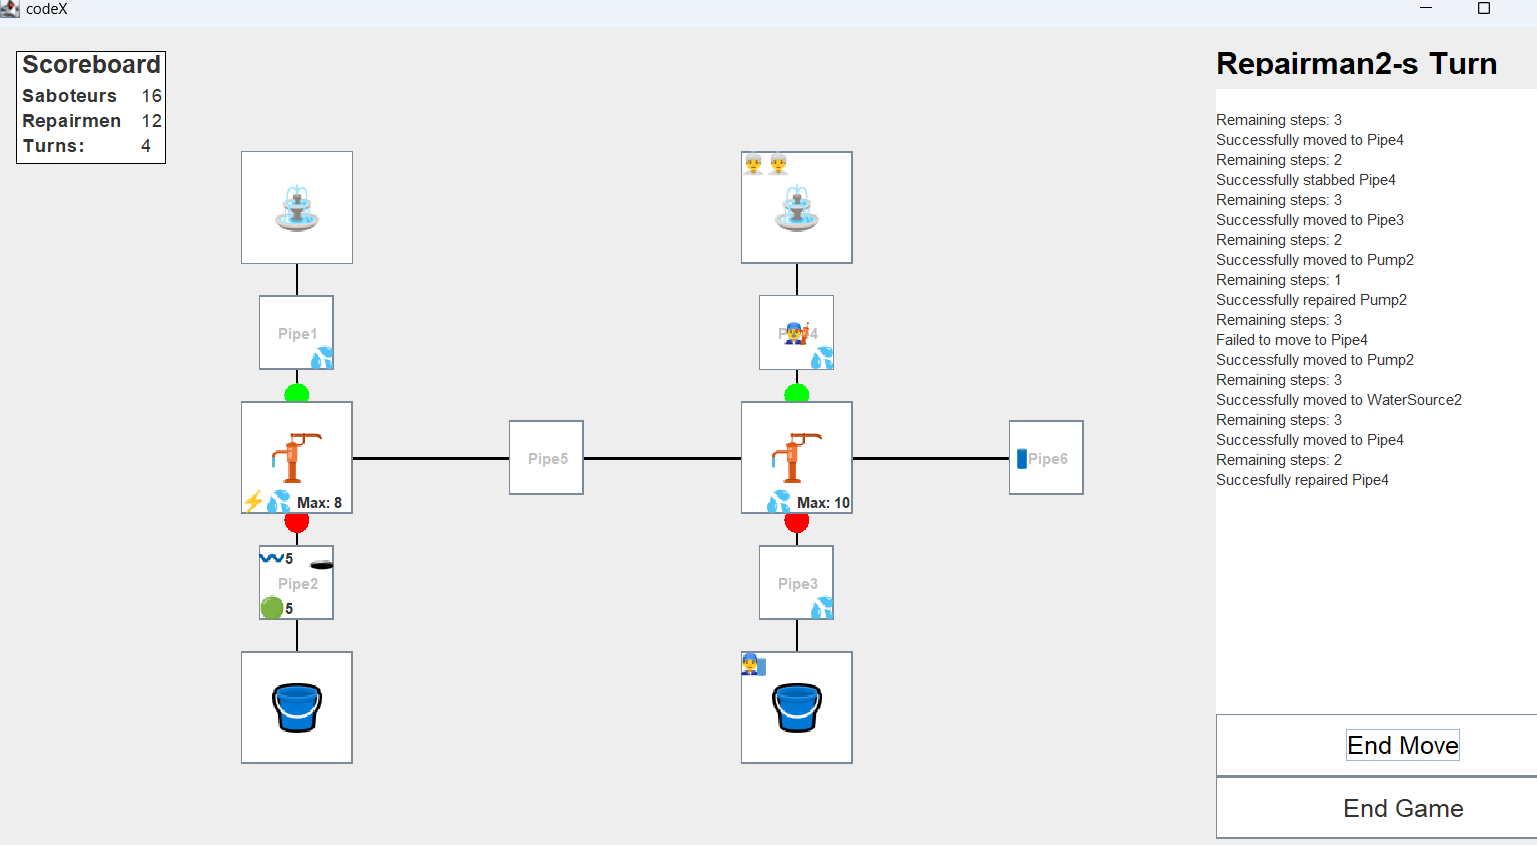 codeX
Scoreboard
Saboteurs 16
Repairmen 12
Turns: 4
Repairman2-s Turn
Remaining steps: 3
Successfully moved to Pipe4
Remaining steps: 2
Successfully stabbed Pipe4
Remaining steps: 3
Successfully moved to Pipe3
Remaining steps: 2
Successfully moved to Pump2
Remaining steps: 1
Successfully repaired Pump2
Remaining steps: 3
Failed to move to Pipe4
Successfully moved to Pump2
Remaining steps: 3
Successfully moved to WaterSource2
Remaining steps: 3
Successfully moved to Pipe4
Remaining steps: 2
Succesfully repaired Pipe4
Pipe1
Pipe5
Pipe6
Max: 8
Max: 10
5
Pipe2
5
Pipe3
End Move
End Game